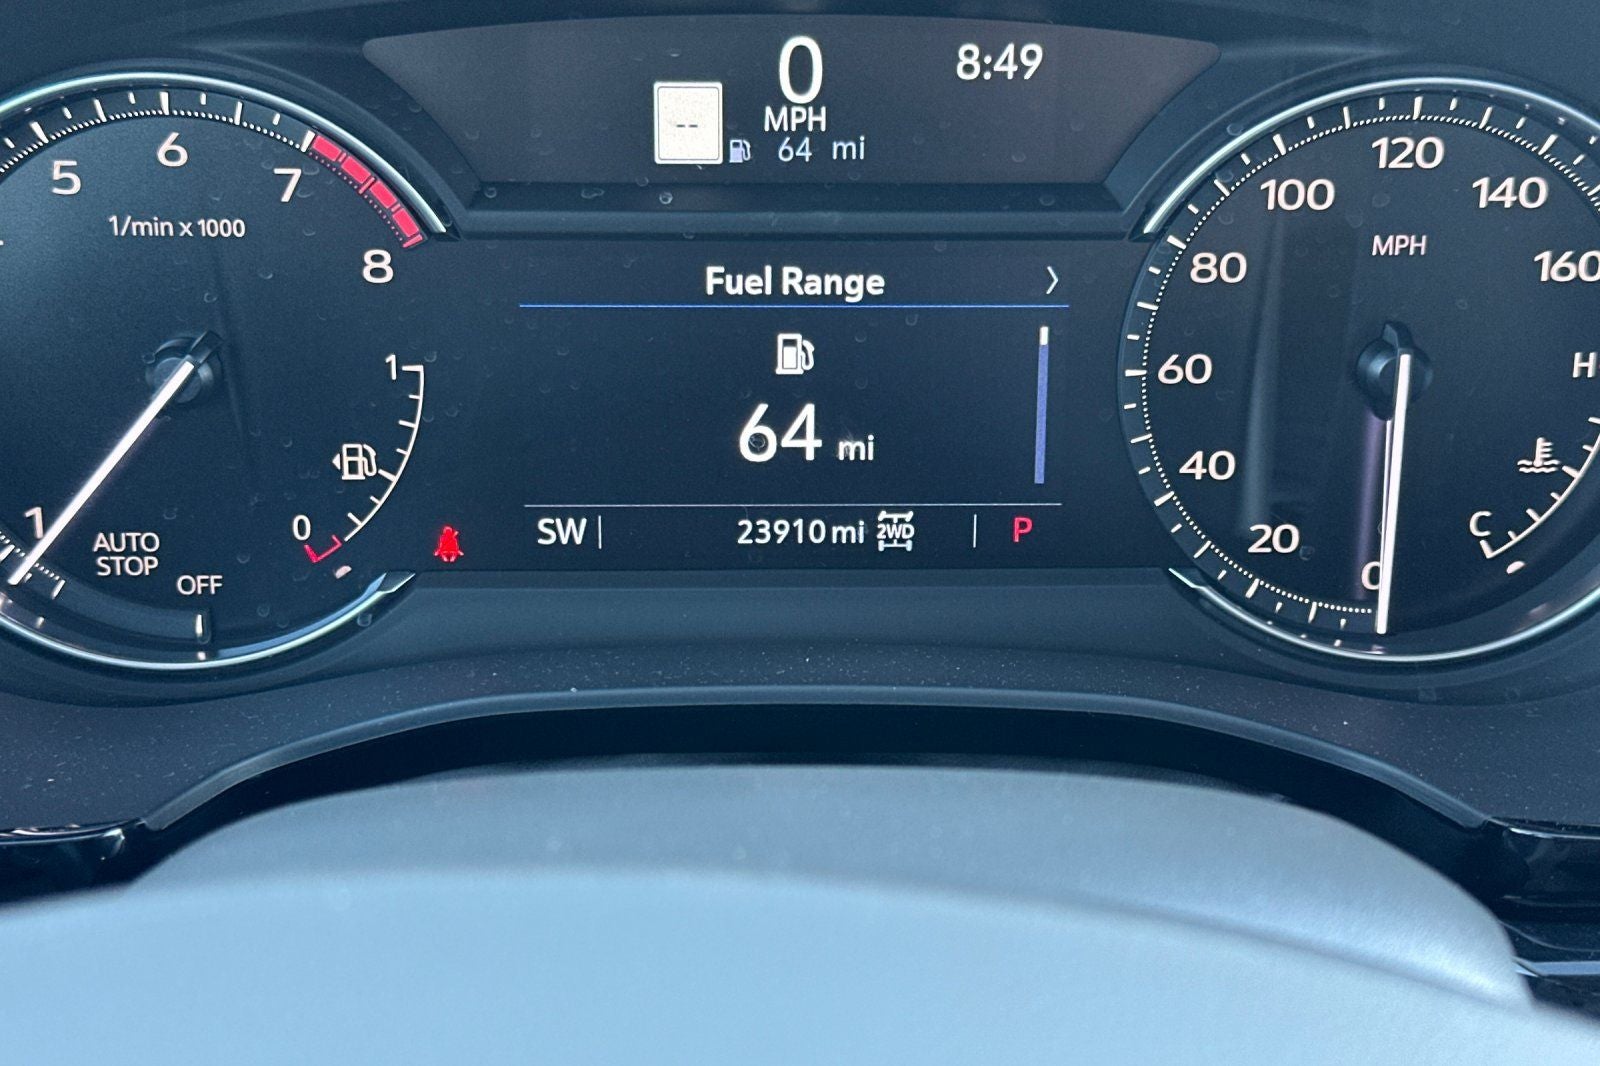 0
MPH
8:49
--
64 mi
5
6
7
8
1/min x 1000
1
AUTO
STOP
OFF
1
0
Fuel Range
64 mi
SW
23910 mi
2WD
P
0
20
40
60
80
100
120
140
160
MPH
H
C